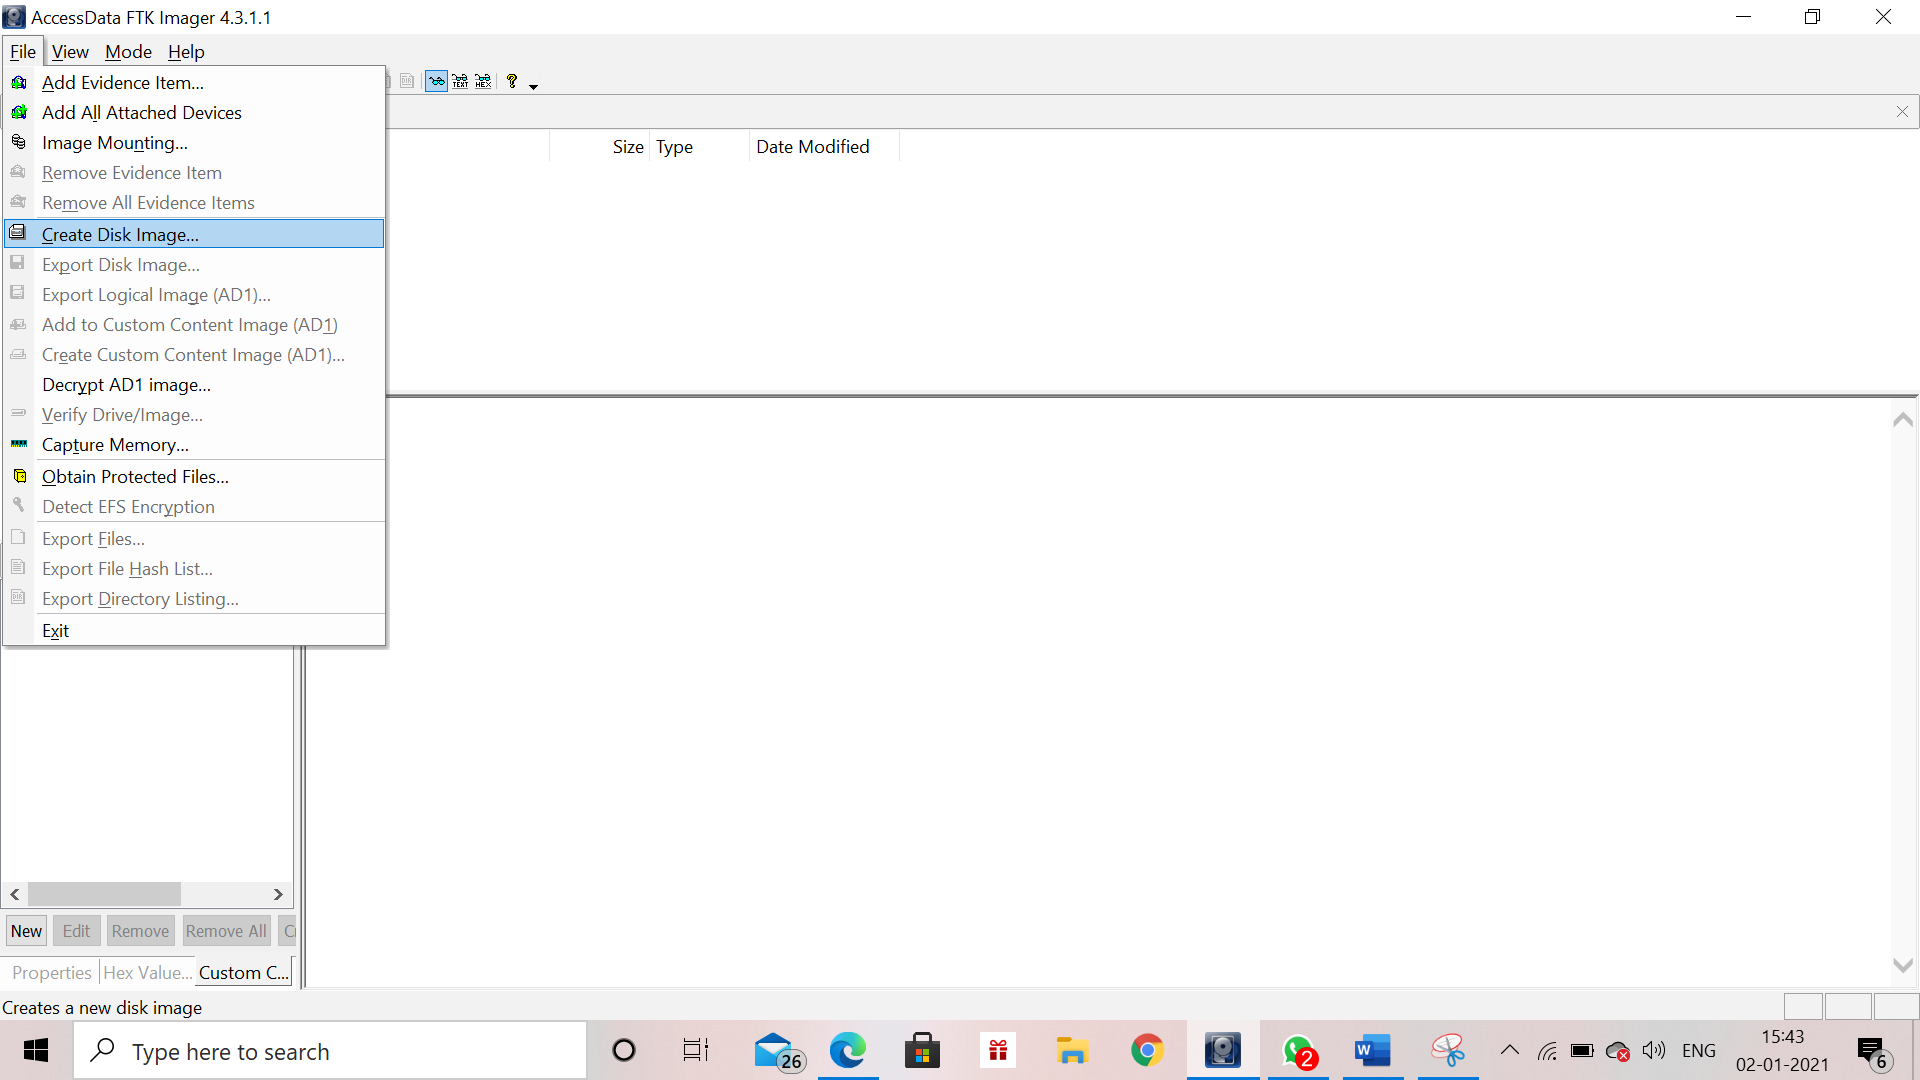 AccessData FTK Imager 4.3.1.1
File View Mode Help
Add Evidence Item...
TEXT HEX ?
Add All Attached Devices
Image Mounting...
Size Type Date Modified
Remove Evidence Item
Remove All Evidence Items
Create Disk Image...
Export Disk Image...
Export Logical Image (AD1)...
Add to Custom Content Image (AD1)
Create Custom Content Image (AD1)...
Decrypt AD1 image...
Verify Drive/Image...
Capture Memory...
Obtain Protected Files...
Detect EFS Encryption
Export Files...
Export File Hash List...
Export Directory Listing...
Exit
New Edit Remove Remove All
Properties Hex Value... Custom C...
Creates a new disk image
Type here to search
26
2
W
ENG
15:43
02-01-2021
6